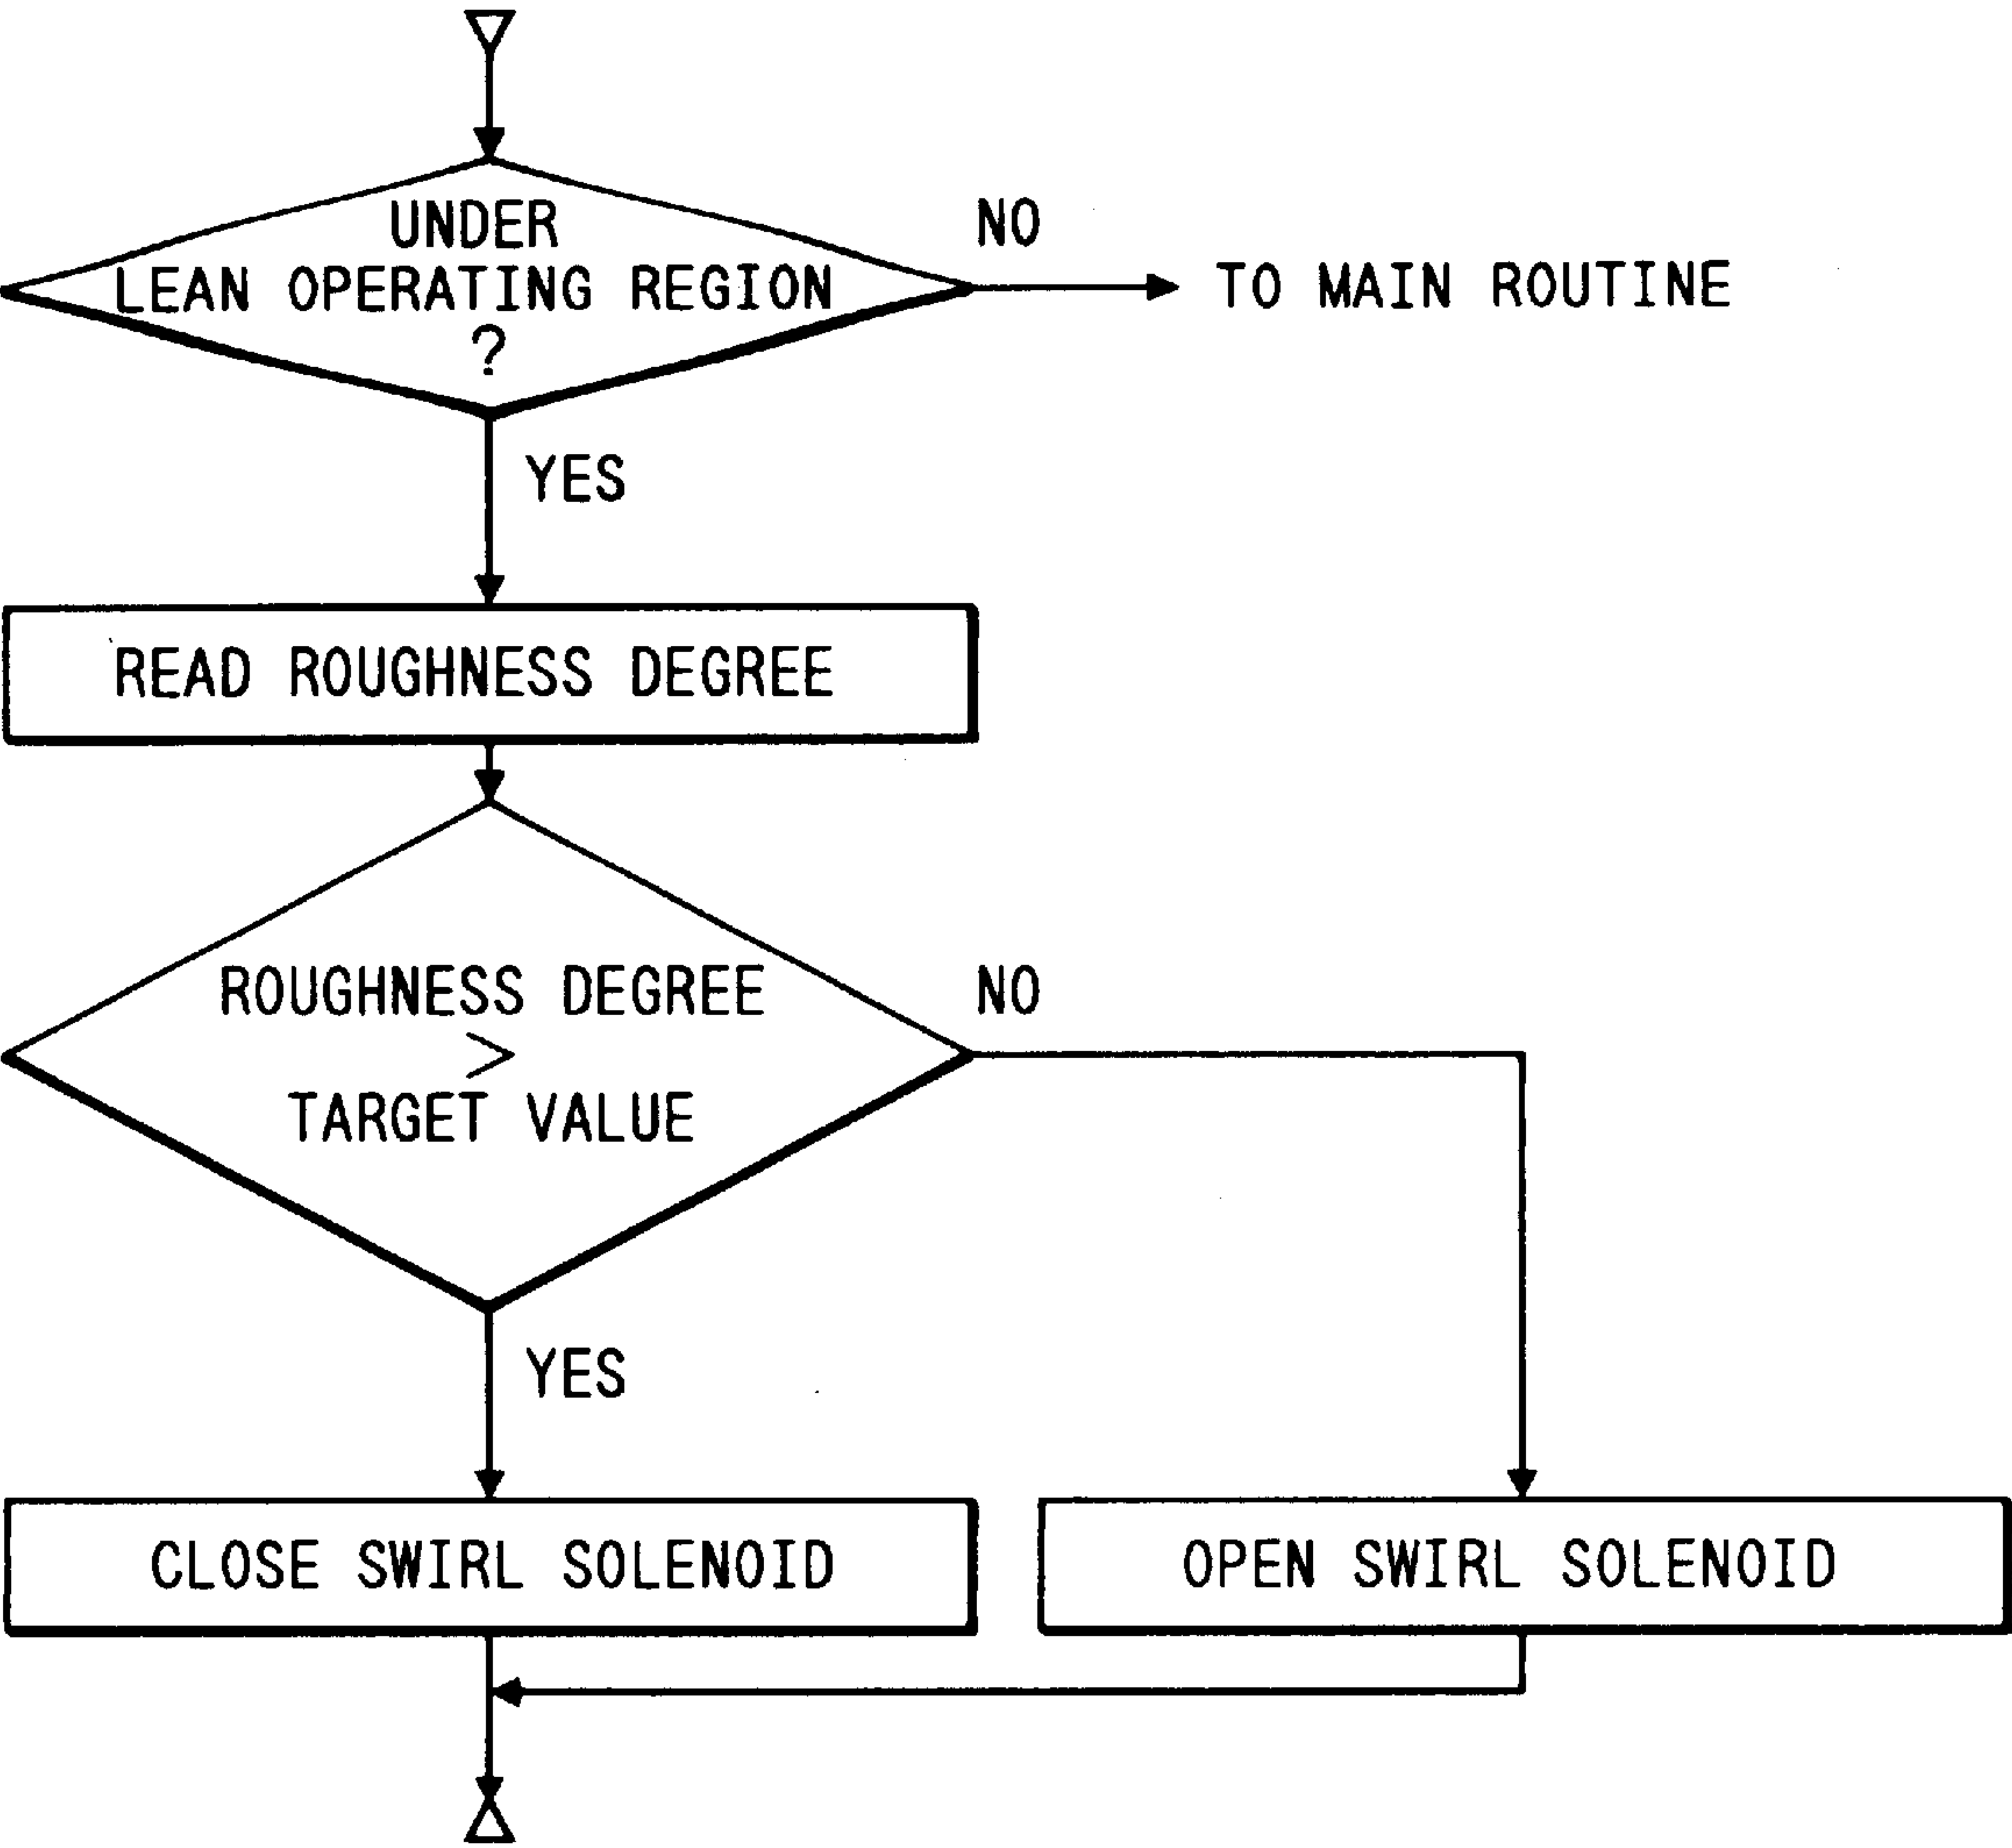 UNDER
LEAN OPERATING REGION
?
NO
TO MAIN ROUTINE
YES
READ ROUGHNESS DEGREE
ROUGHNESS DEGREE
>
TARGET VALUE
NO
YES
CLOSE SWIRL SOLENOID
OPEN SWIRL SOLENOID